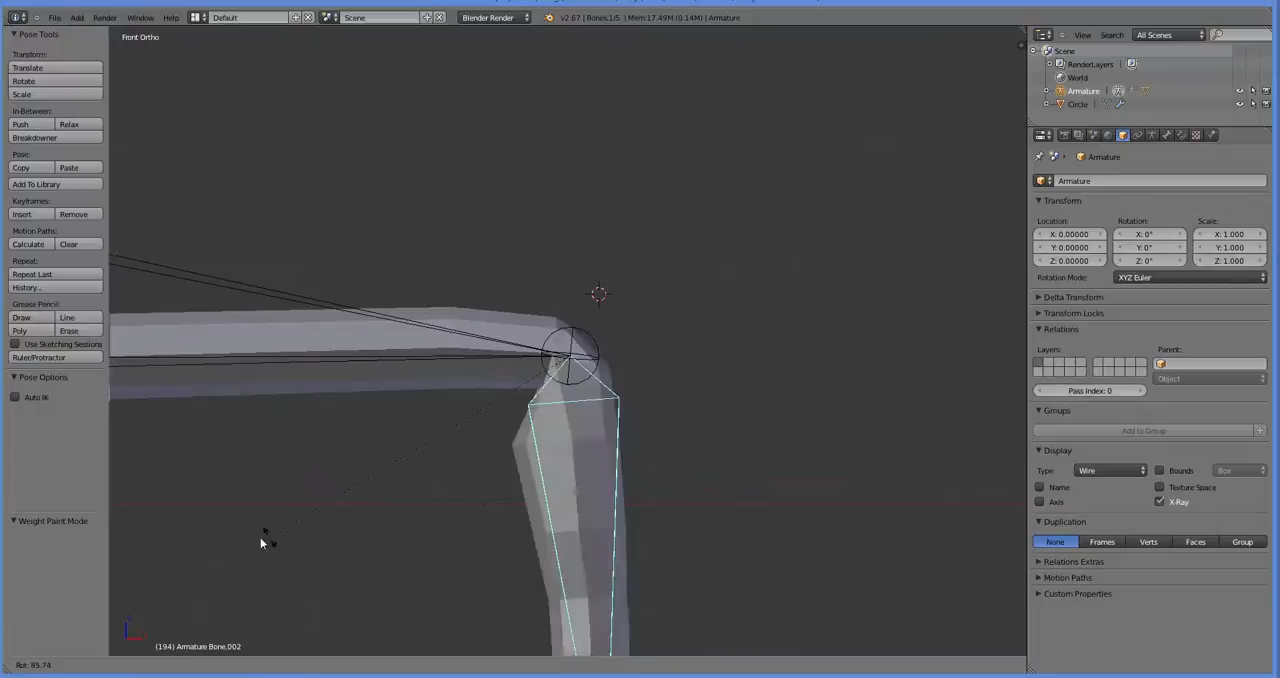 File Add Render Window Help Default Scene Blender Render v2.67 | Bones:1/5 | Mem:17.49M (0.14M) | Armature
Pose Tools
Transform:
Translate
Rotate
Scale
In-Between:
Push Relax
Breakdowner
Pose:
Copy Paste
Add To Library
Keyframes:
Insert Remove
Motion Paths:
Calculate Clear
Repeat:
Repeat Last
History...
Grease Pencil:
Draw Line
Poly Erase
Use Sketching Sessions
Ruler/Protractor
Pose Options
Auto IK
Weight Paint Mode
Front Ortho
(194) Armature Bone.002
Rot: 85.74
View Search All Scenes
Scene
RenderLayers |
World
Armature |
Circle |
Armature
Armature
Transform
Location: Rotation: Scale:
X: 0.00000 X: 0° X: 1.000
Y: 0.00000 Y: 0° Y: 1.000
Z: 0.00000 Z: 0° Z: 1.000
Rotation Mode: XYZ Euler
Delta Transform
Transform Locks
Relations
Layers: Parent:
Object
Pass Index: 0
Groups
Add to Group
Display
Type: Wire Bounds Box
Name Texture Space
Axis X-Ray
Duplication
None Frames Verts Faces Group
Relations Extras
Motion Paths
Custom Properties